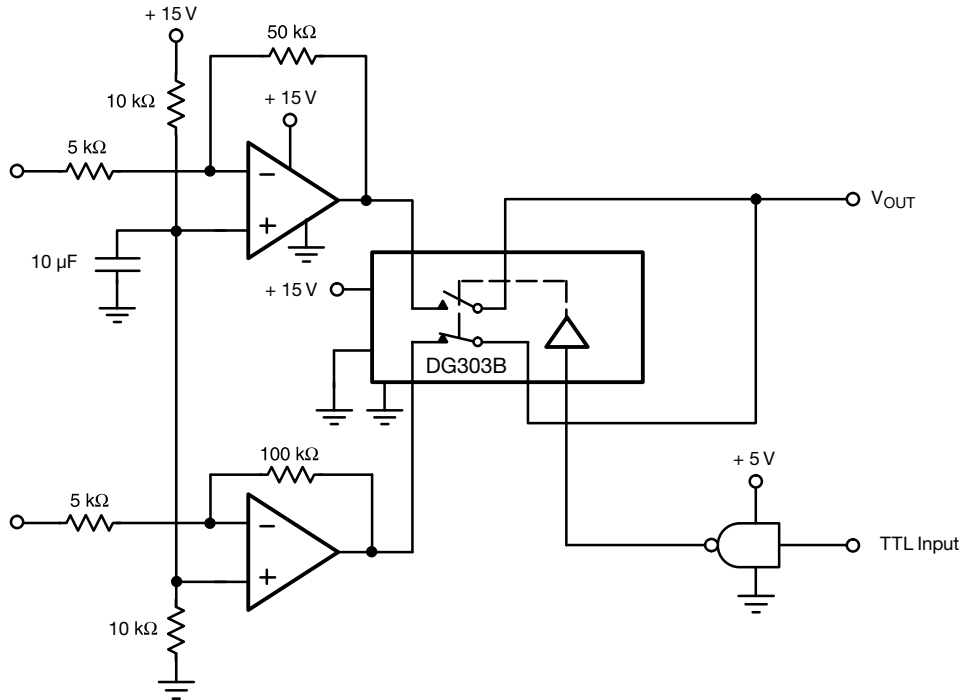 + 15 V
50 kΩ
10 kΩ
+ 15 V
5 kΩ
VOUT
10 µF
+ 15 V
DG303B
100 kΩ
+ 5 V
5 kΩ
TTL Input
10 kΩ